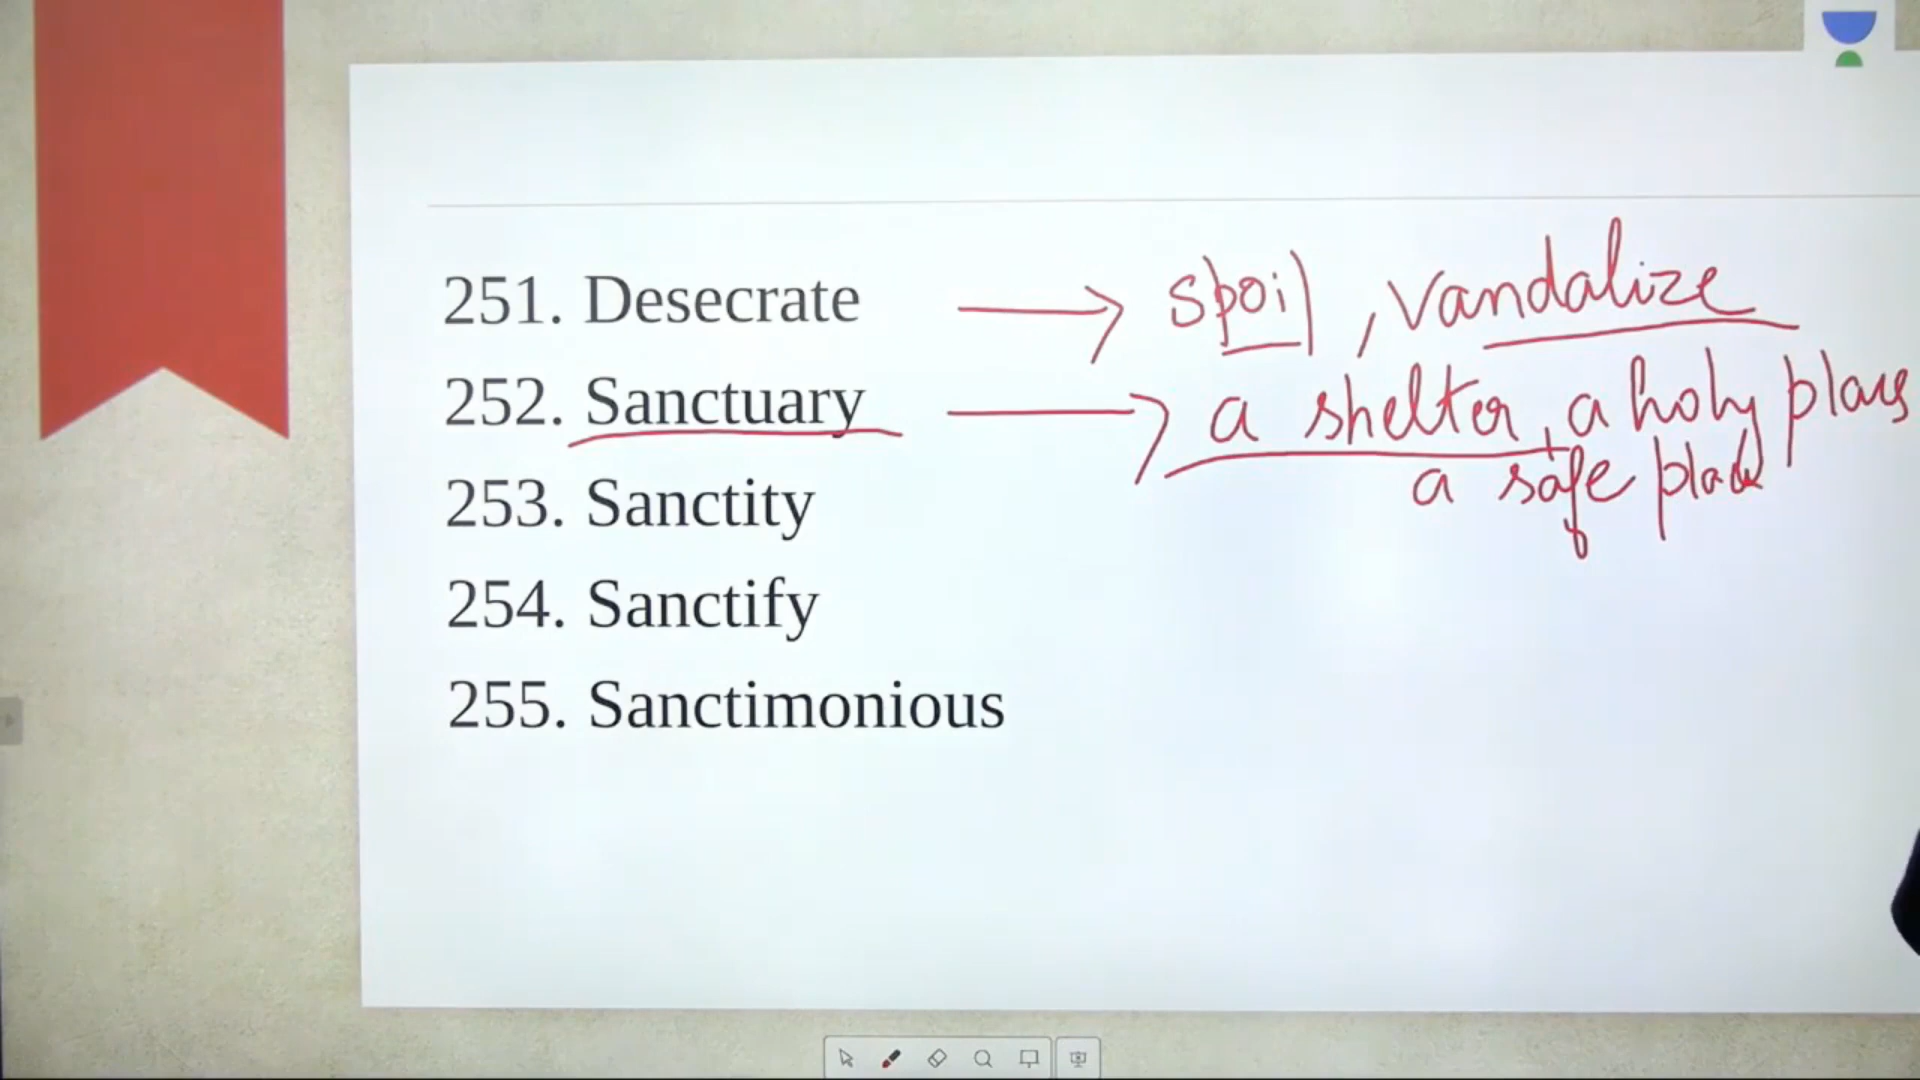 251. Desecrate → spoil, vandalize
252. Sanctuary → a shelter, a holy place
a safe place
253. Sanctity
254. Sanctify
255. Sanctimonious